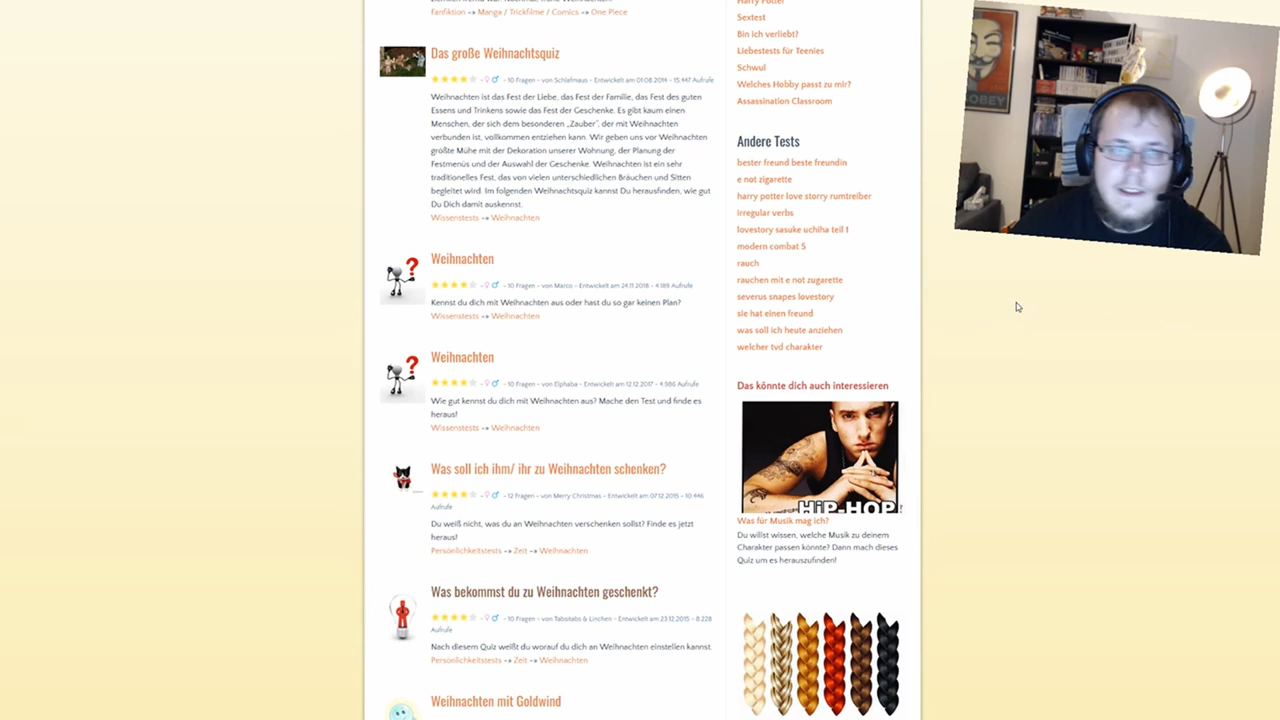 Fanfiktion -» Manga / Trickfilme / Comics -» One Piece
Das große Weihnachtsquiz
- 10 Fragen - von Schlafmaus - Entwickelt am 01.08.2014 - 15.447 Aufrufe
Weihnachten ist das Fest der Liebe, das Fest der Familie, das Fest des guten
Essens und Trinkens sowie das Fest der Geschenke. Es gibt kaum einen
Menschen, der sich dem besonderen „Zauber", der mit Weihnachten
verbunden ist, vollkommen entziehen kann. Wir geben uns vor Weihnachten
größte Mühe mit der Dekoration unserer Wohnung, der Planung der
Festmenüs und der Auswahl der Geschenke. Weihnachten ist ein sehr
traditionelles Fest, das von vielen unterschiedlichen Bräuchen und Sitten
begleitet wird. Im folgenden Weihnachtsquiz kannst Du herausfinden, wie gut
Du Dich damit auskennst.
Wissenstests -» Weihnachten
Weihnachten
- 10 Fragen - von Marco - Entwickelt am 24.11.2018 - 4.189 Aufrufe
Kennst du dich mit Weihnachten aus oder hast du so gar keinen Plan?
Wissenstests -» Weihnachten
Weihnachten
- 10 Fragen - von Elphaba - Entwickelt am 12.12.2017 - 4.986 Aufrufe
Wie gut kennst du dich mit Weihnachten aus? Mache den Test und finde es
heraus!
Wissenstests -» Weihnachten
Was soll ich ihm/ ihr zu Weihnachten schenken?
- 12 Fragen - von Merry Christmas - Entwickelt am 07.12.2015 - 10.446
Aufrufe
Du weiß nicht, was du an Weihnachten verschenken sollst? Finde es jetzt
heraus!
Persönlichkeitstests -» Zeit -» Weihnachten
Was bekommst du zu Weihnachten geschenkt?
- 10 Fragen - von Tabsitabs & Linchen - Entwickelt am 23.12.2015 - 8.228
Aufrufe
Nach diesem Quiz weißt du worauf du dich an Weihnachten einstellen kannst.
Persönlichkeitstests -» Zeit -» Weihnachten
Weihnachten mit Goldwind
Harry Potter
Sextest
Bin ich verliebt?
Liebestests für Teenies
Schwul
Welches Hobby passt zu mir?
Assassination Classroom
Andere Tests
bester freund beste freundin
e not zigarette
harry potter love storry rumtreiber
irregular verbs
lovestory sasuke uchiha teil 1
modern combat 5
rauch
rauchen mit e not zugarette
severus snapes lovestory
sie hat einen freund
was soll ich heute anziehen
welcher tvd charakter
Das könnte dich auch interessieren
HiP-HOP
Was für Musik mag ich?
Du willst wissen, welche Musik zu deinem
Charakter passen könnte? Dann mach dieses
Quiz um es herauszufinden!
OBEY